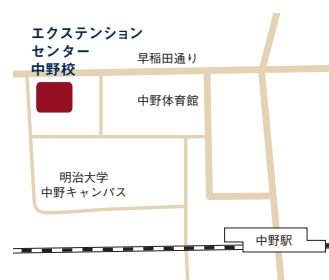 エクステンション
センター
中野校
早稲田通り
中野体育館
明治大学
中野キャンパス
中野駅